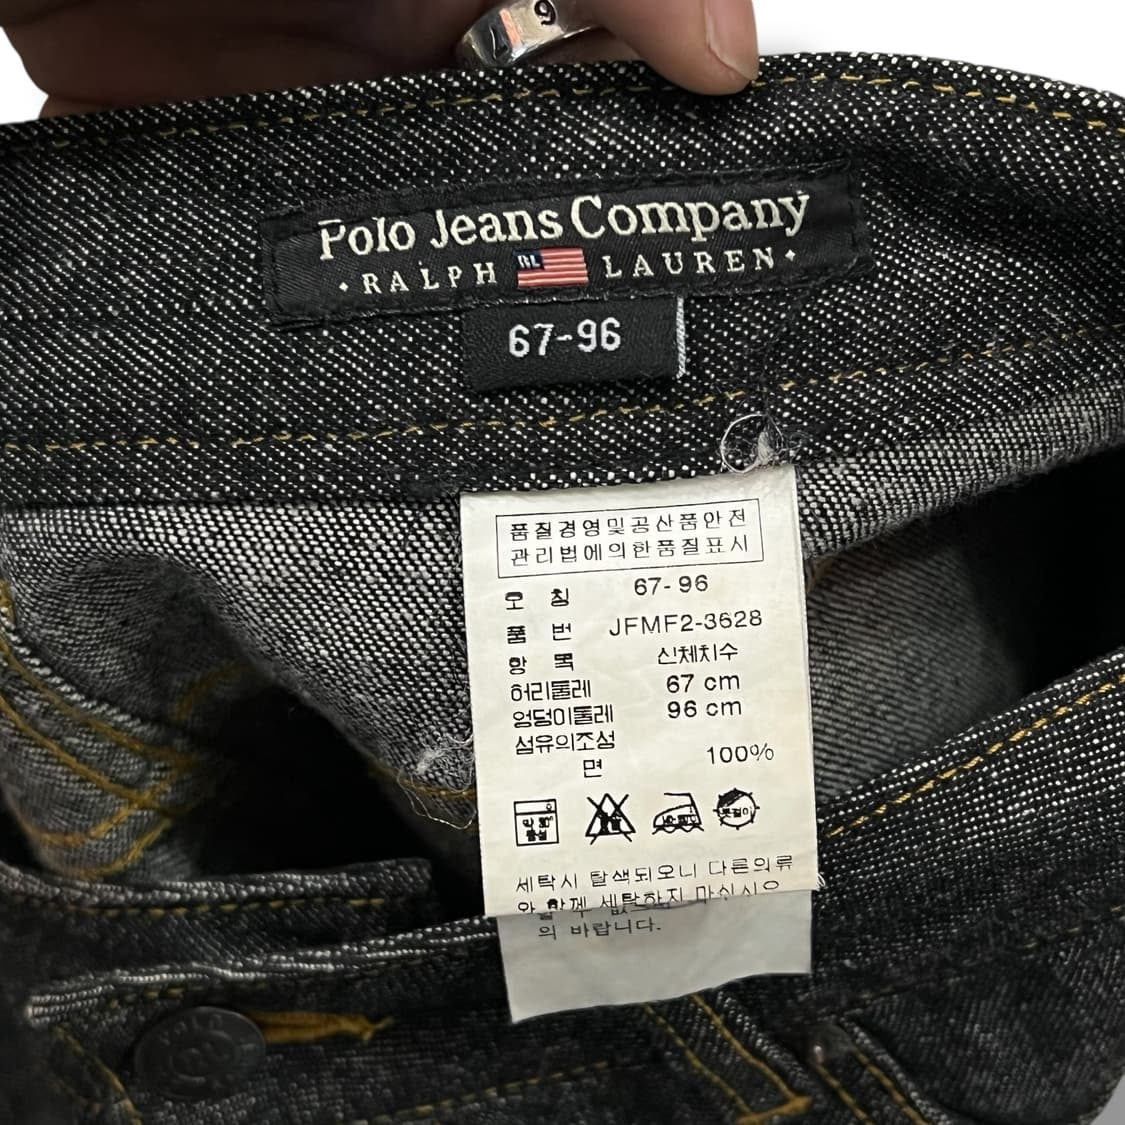 Polo Jeans Company
RALPH RL LAUREN
67-96
품질경영및공산품안전
관리법에의한품질표시
호 칭 67-96
품 번 JFMF2-3628
항 목 신체치수
허리둘레 67 cm
엉덩이둘레 96 cm
섬유의조성
면 100%
약 30°
중성
세탁시 탈색되오니 다른의류
와 함께 세탁하지 마십시오
의 바랍니다.